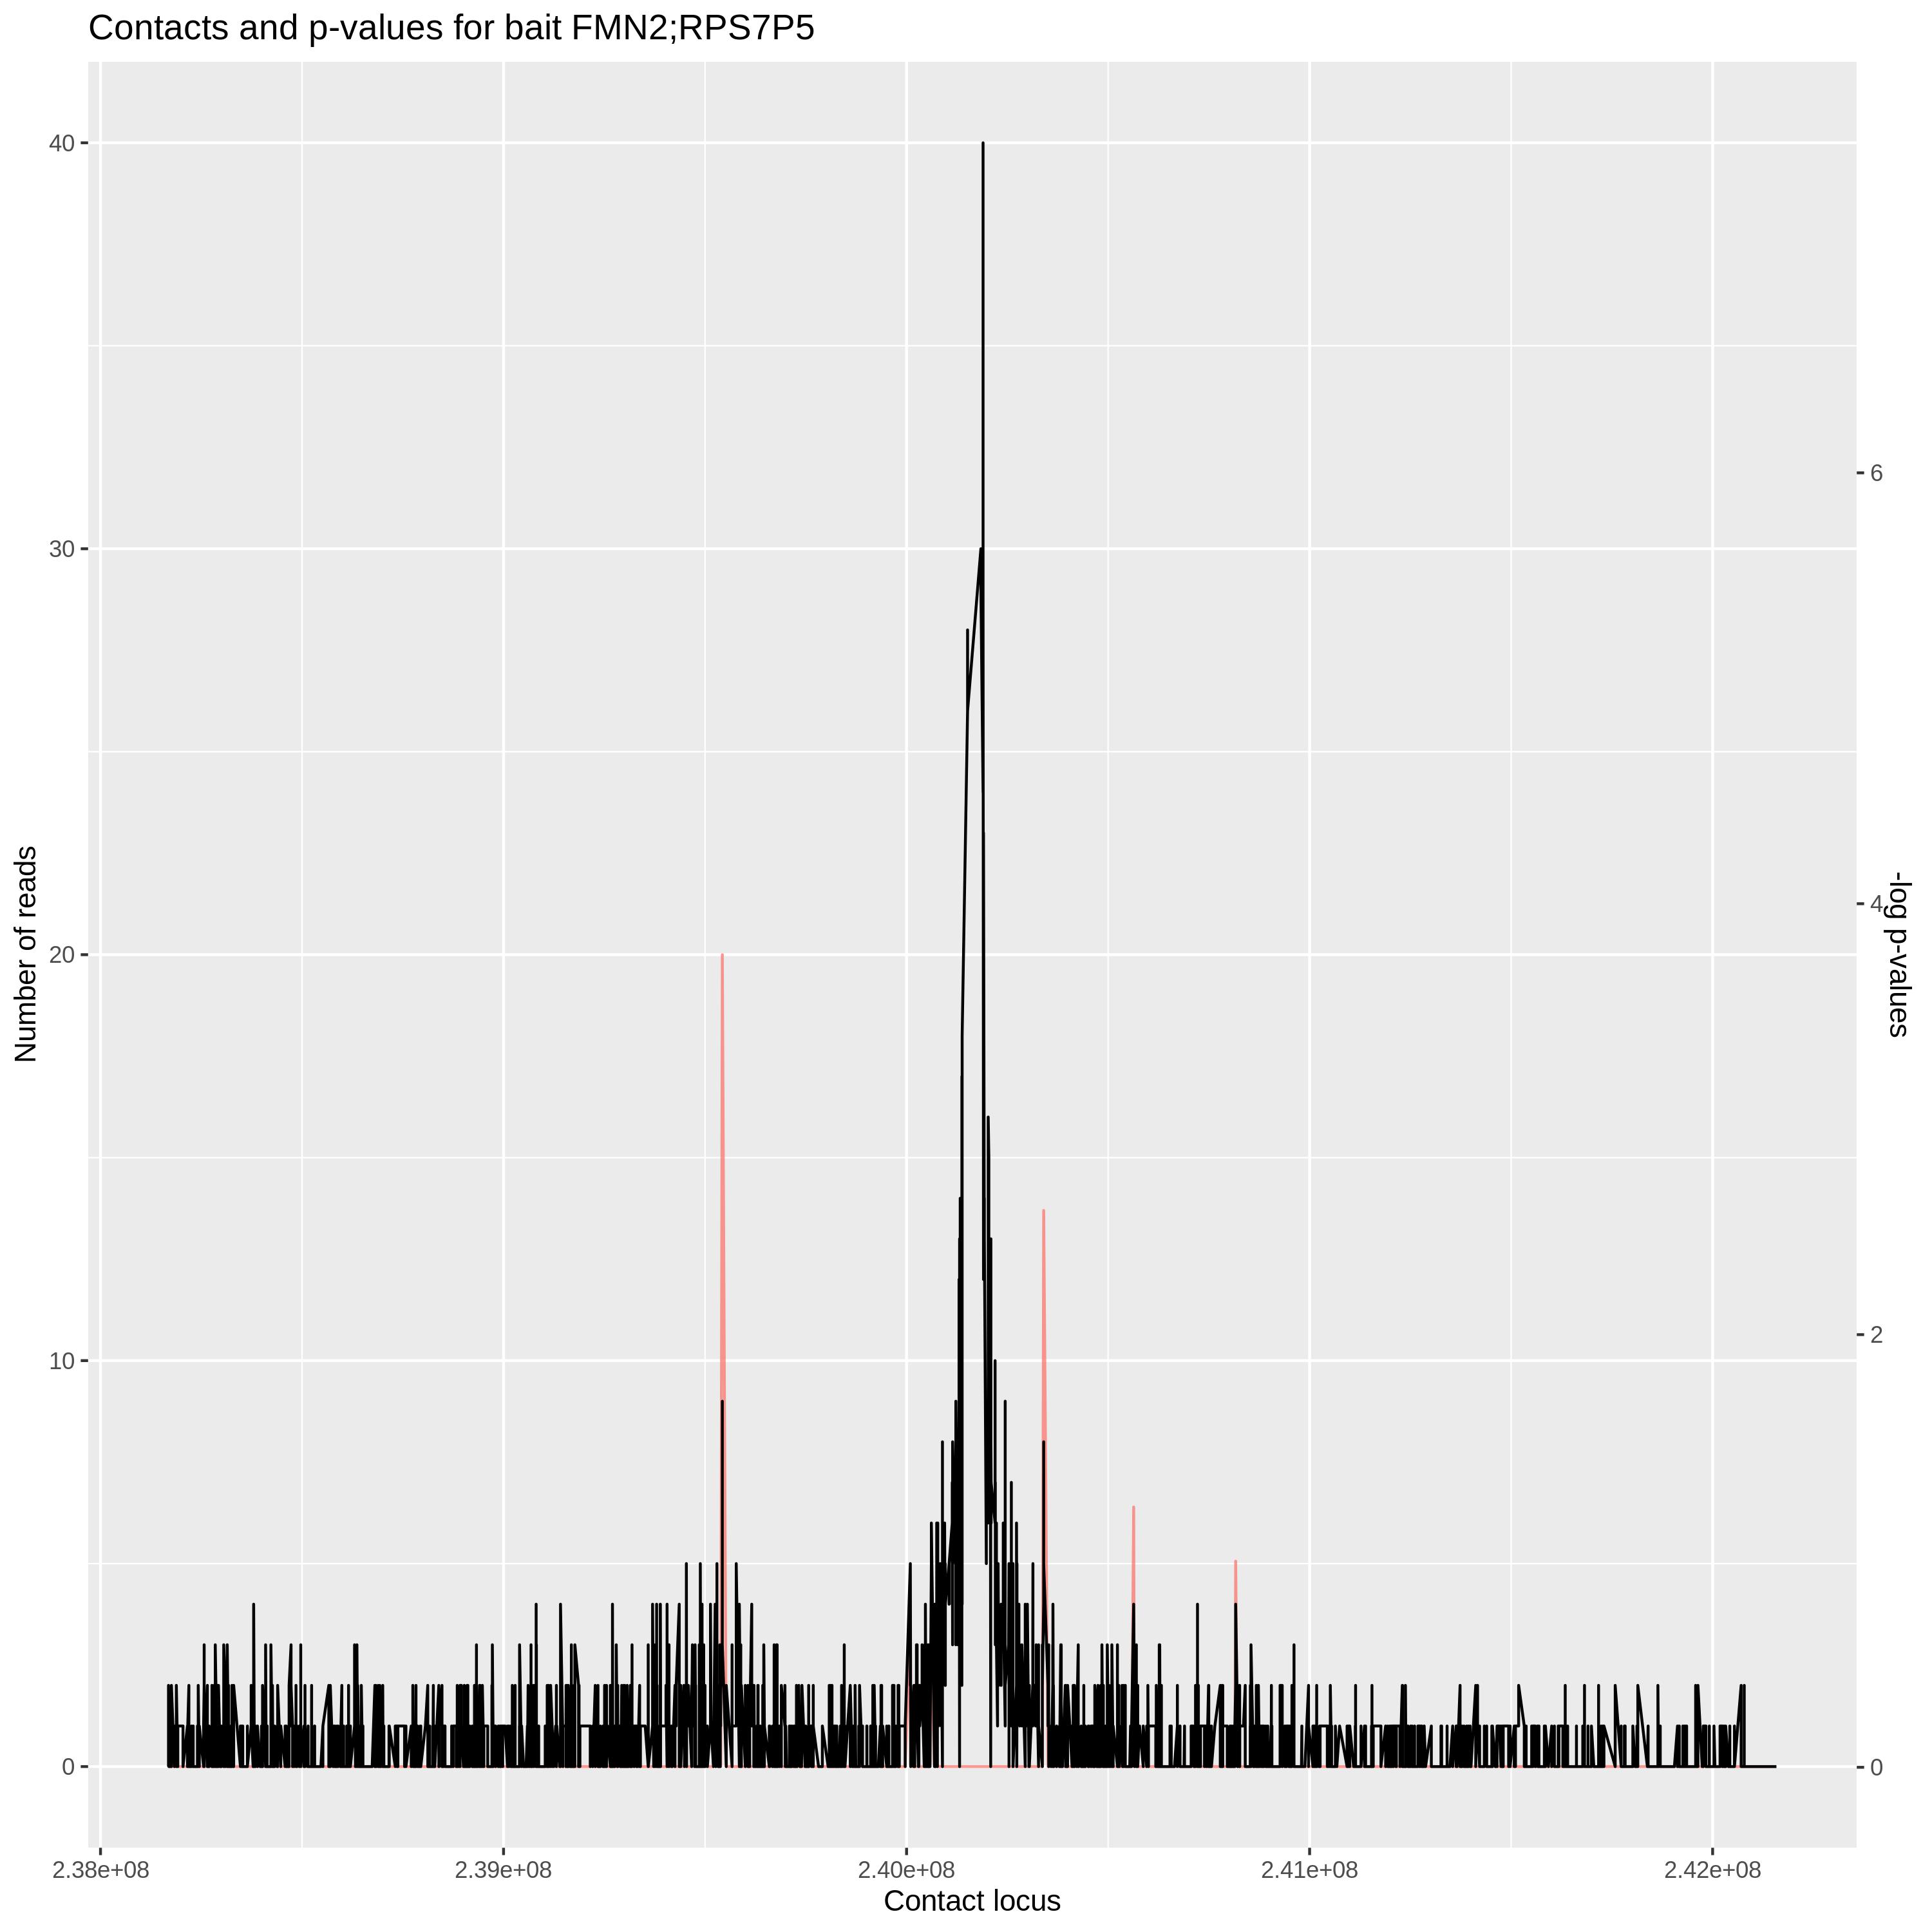 Contacts and p-values for bait FMN2;RPS7P5
40
30
20
10
0
Number of reads
6
4
2
0
-log p-values
2.38e+08
2.39e+08
2.40e+08
2.41e+08
2.42e+08
Contact locus